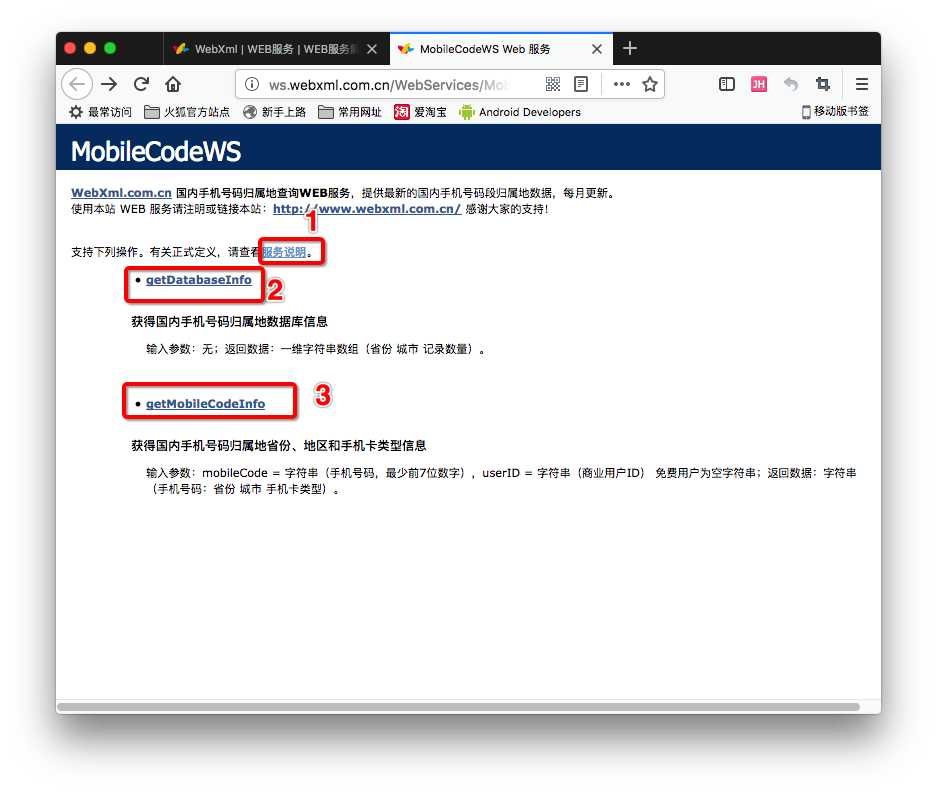 WebXml | WEB服务 | WEB服务
MobileCodeWS Web 服务
ws.webxml.com.cn/WebServices/Mob
JH
最常访问 火狐官方站点 新手上路 常用网址 淘 爱淘宝 Android Developers 移动版书签
MobileCodeWS
WebXml.com.cn 国内手机号码归属地查询WEB服务，提供最新的国内手机号码段归属地数据，每月更新。
使用本站 WEB 服务请注明或链接本站：http://www.webxml.com.cn/ 感谢大家的支持！
1
支持下列操作。有关正式定义，请查看服务说明。
• getDatabaseInfo
2
获得国内手机号码归属地数据库信息
输入参数：无；返回数据：一维字符串数组（省份 城市 记录数量）。
• getMobileCodeInfo
3
获得国内手机号码归属地省份、地区和手机卡类型信息
输入参数：mobileCode = 字符串（手机号码，最少前7位数字），userID = 字符串（商业用户ID） 免费用户为空字符串；返回数据：字符串
（手机号码：省份 城市 手机卡类型）。